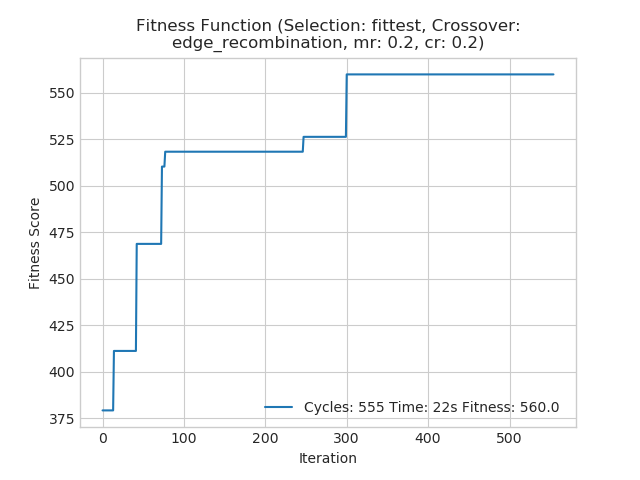 Fitness Function (Selection: fittest, Crossover:
edge_recombination, mr: 0.2, cr: 0.2)
Fitness Score
550
525
500
475
450
425
400
375
Cycles: 555 Time: 22s Fitness: 560.0
0 100 200 300 400 500
Iteration